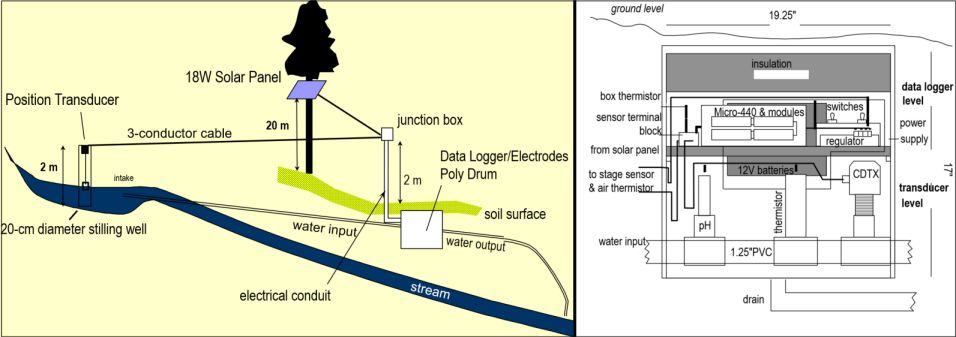 18W Solar Panel
Position Transducer
3-conductor cable
20 m
junction box
2 m
intake
Data Logger/Electrodes
Poly Drum
2 m
soil surface
20-cm diameter stilling well
water input
water output
electrical conduit
stream
ground level
19.25"
insulation
box thermistor
sensor terminal
block
from solar panel
to stage sensor
& air thermistor
Micro-440 & modules
switches
regulator
data logger
level
power
supply
17"
12V batteries
CDTX
transducer
level
thermistor
pH
water input
1.25"PVC
drain